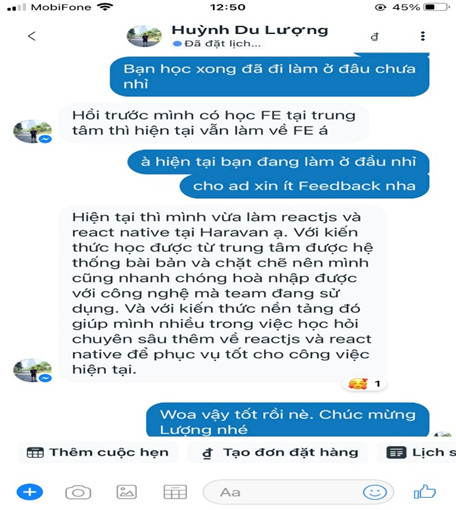 MobiFone 12:50 45%
Huỳnh Du Lượng
Đã đặt lịch...
đ
Bạn học xong đã đi làm ở đâu chưa
nhỉ
Hồi trước mình có học FE tại trung
tâm thì hiện tại vẫn làm về FE á
à hiện tại bạn đang làm ở đầu nhỉ
cho ad xin ít Feedback nha
Hiện tại thì mình vừa làm reactjs và
react native tại Haravan ạ. Với kiến
thức học được từ trung tâm được hệ
thống bài bản và chặt chẽ nên mình
cũng nhanh chóng hoà nhập được
với công nghệ mà team đang sử
dụng. Và với kiến thức nền tảng đó
giúp mình nhiều trong việc học hỏi
chuyên sâu thêm về reactjs và react
native để phục vụ tốt cho công việc
hiện tại.
1
Woa vậy tốt rồi nè. Chúc mừng
Lượng nhé
Thêm cuộc hẹn đ Tạo đơn đặt hàng Lịch s
Aa